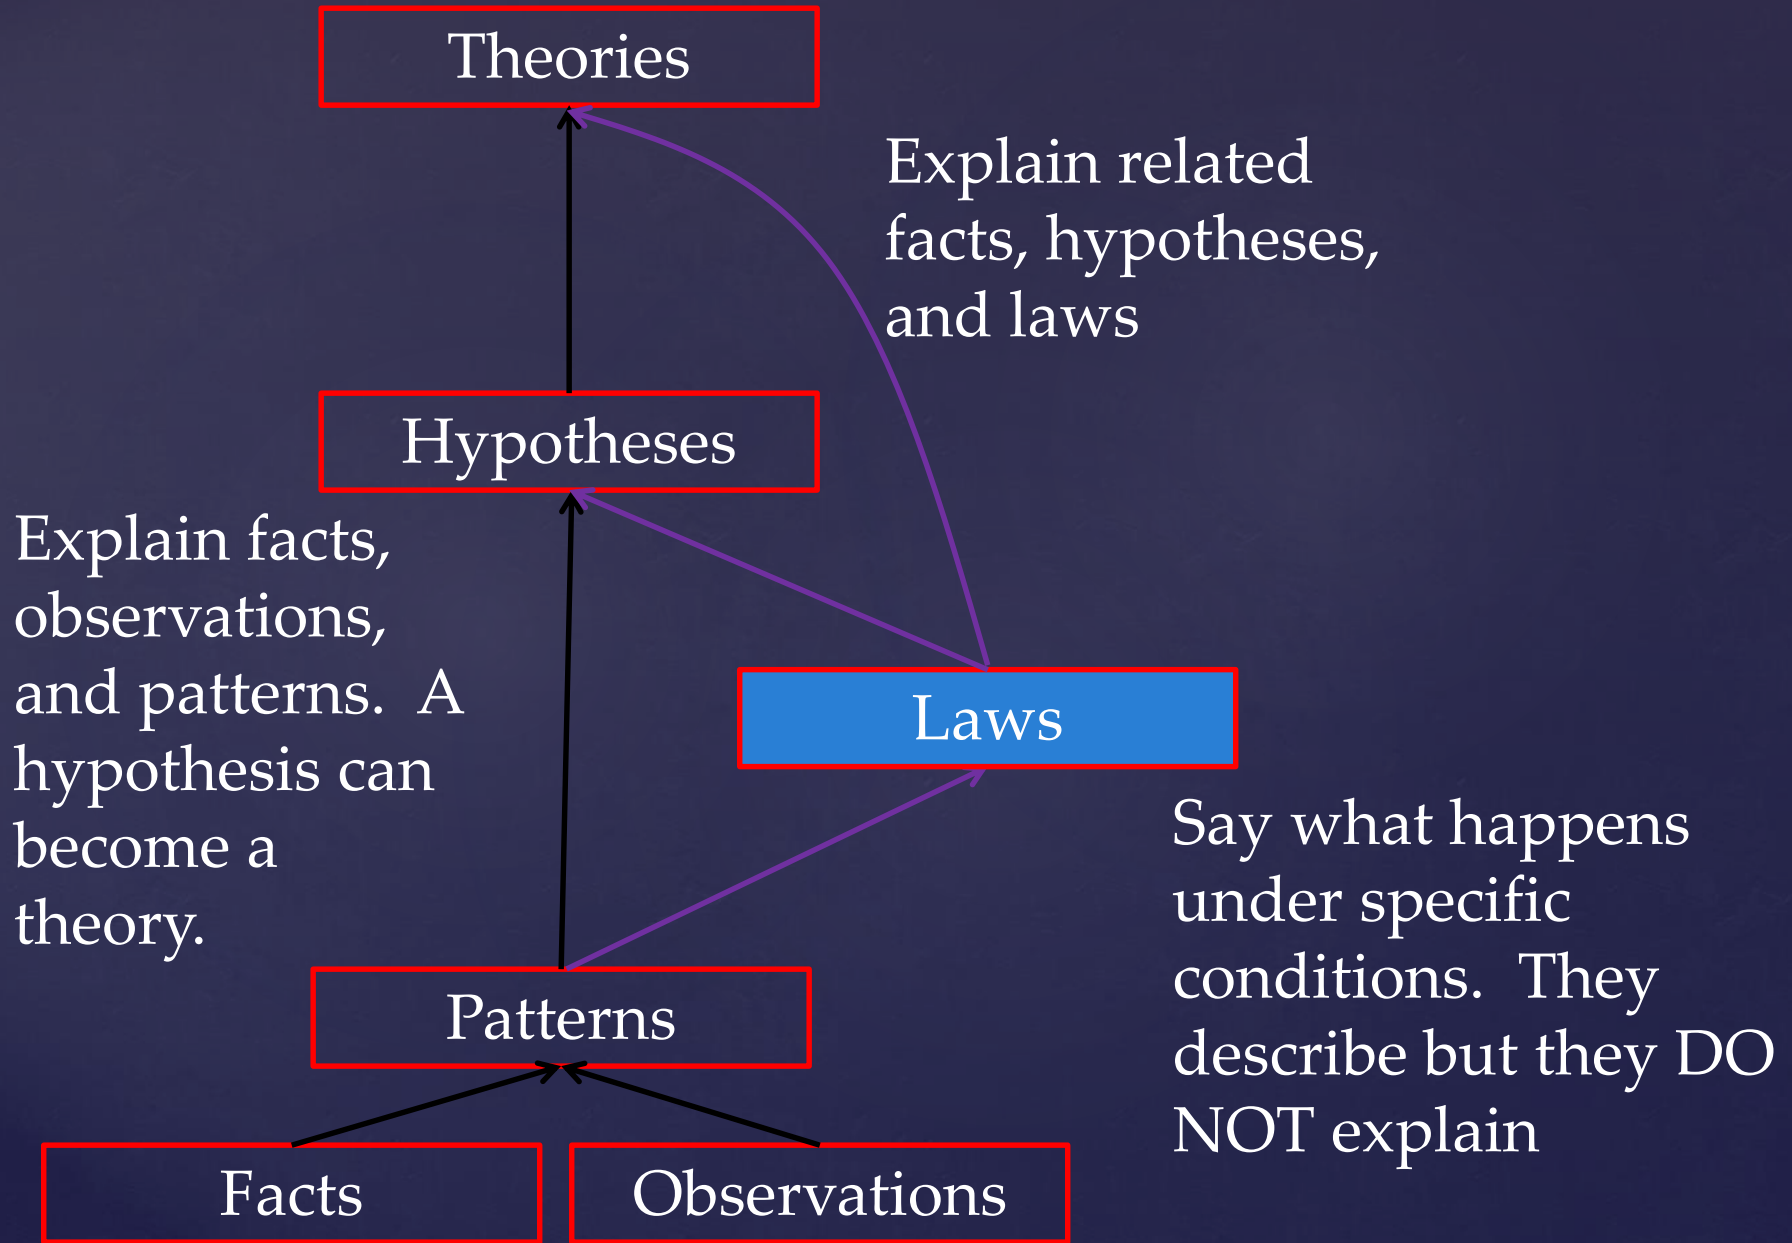 Theories
Explain related
facts, hypotheses,
and laws
Hypotheses
Explain facts,
observations,
and patterns.  A
hypothesis can
become a
theory.
Laws
Say what happens
under specific
conditions.  They
describe but they DO
NOT explain
Patterns
Facts
Observations